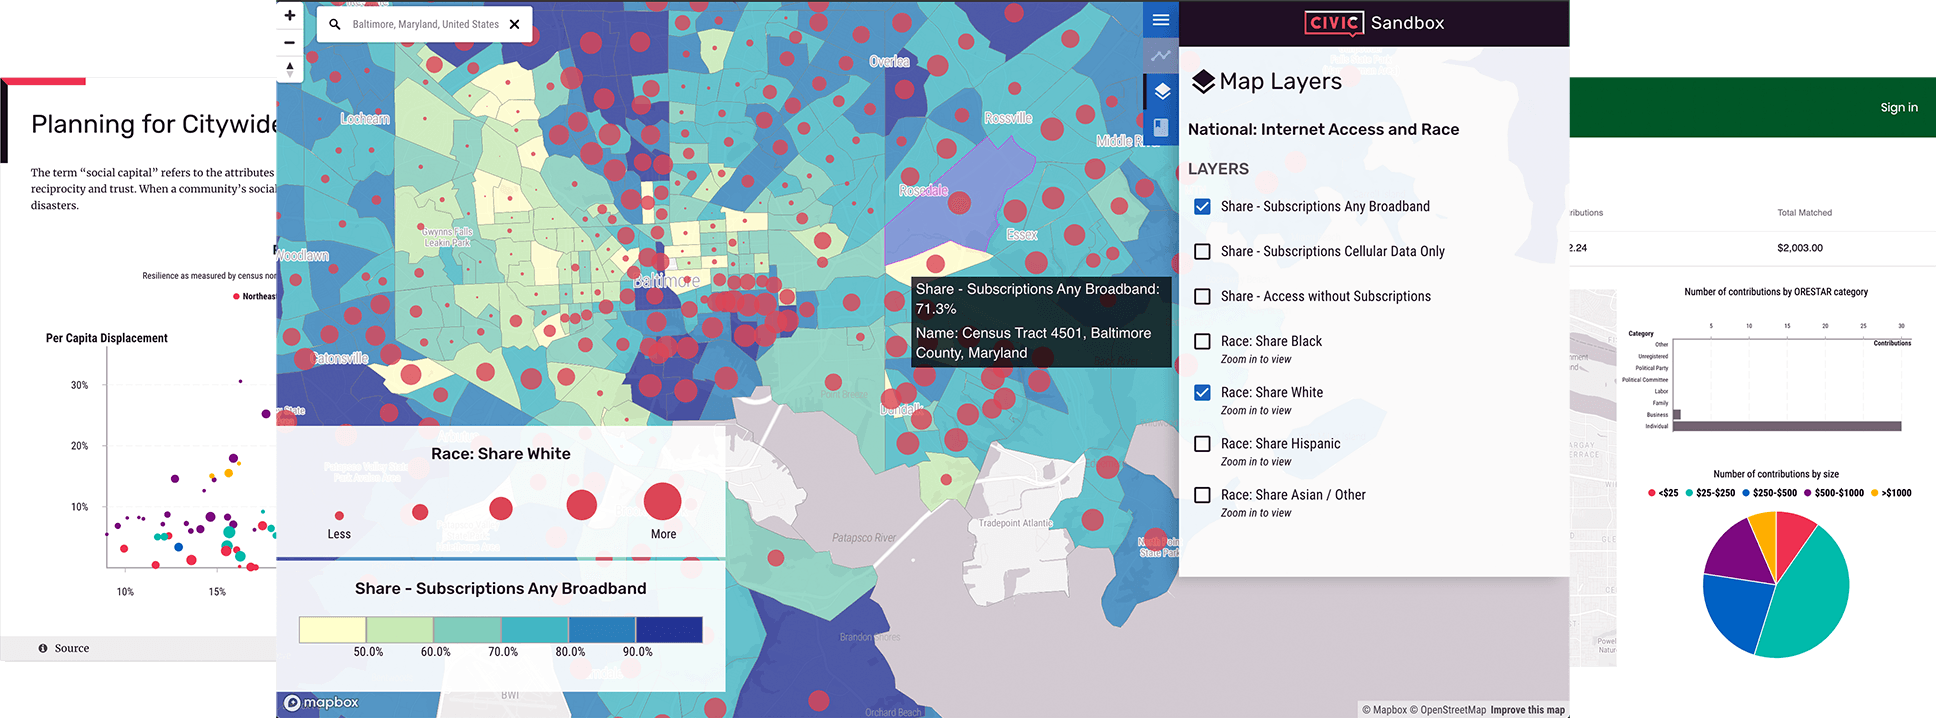 Planning for Citywide
The term “social capital” refers to the attributes
reciprocity and trust. When a community’s social
disasters.
Resilience as measured by census
Northeast
Per Capita Displacement
30%
20%
10%
10%
15%
Source
+
−
Baltimore, Maryland, United States
Overlea
Lochearn
Rossville
Middle
Rosedale
Gwynns Falls
Leakin Park
Essex
Woodlawn
Baltimore
Catonsville
Dundalk
Share - Subscriptions Any Broadband:
71.3%
Name: Census Tract 4501, Baltimore
County, Maryland
Tradepoint Atlantic
Patapsco River
State Park
Brandon Shores
Orchard Beach
BWI
Race: Share White
Less
More
Share - Subscriptions Any Broadband
50.0%
60.0%
70.0%
80.0%
90.0%
mapbox
CIVIC Sandbox
Map Layers
National: Internet Access and Race
LAYERS
Share - Subscriptions Any Broadband
Share - Subscriptions Cellular Data Only
Share - Access without Subscriptions
Race: Share Black
Zoom in to view
Race: Share White
Zoom in to view
Race: Share Hispanic
Zoom in to view
Race: Share Asian / Other
Zoom in to view
© Mapbox © OpenStreetMap Improve this map
Sign in
Total Matched
2.24
$2,003.00
Number of contributions by ORESTAR category
Category
5
10
15
20
25
30
Contributions
Other
Unregistered
Political Party
Political Committee
Labor
Family
Business
Individual
Number of contributions by size
<$25
$25-$250
$250-$500
$500-$1000
>$1000